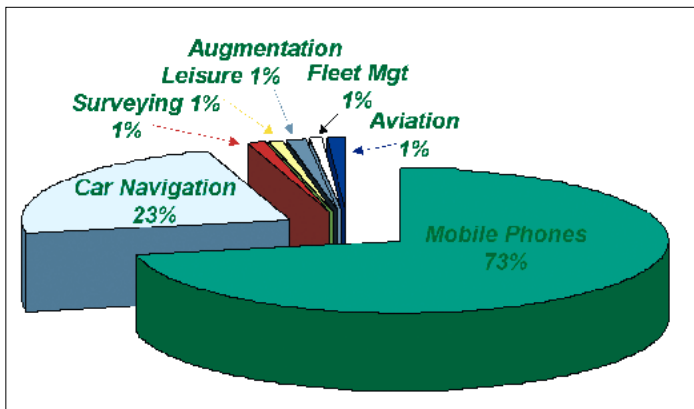 Augmentation
Leisure 1%
1%
Fleet Mgt
1%
Surveying
1%
Aviation
1%
Car Navigation
23%
Mobile Phones
73%